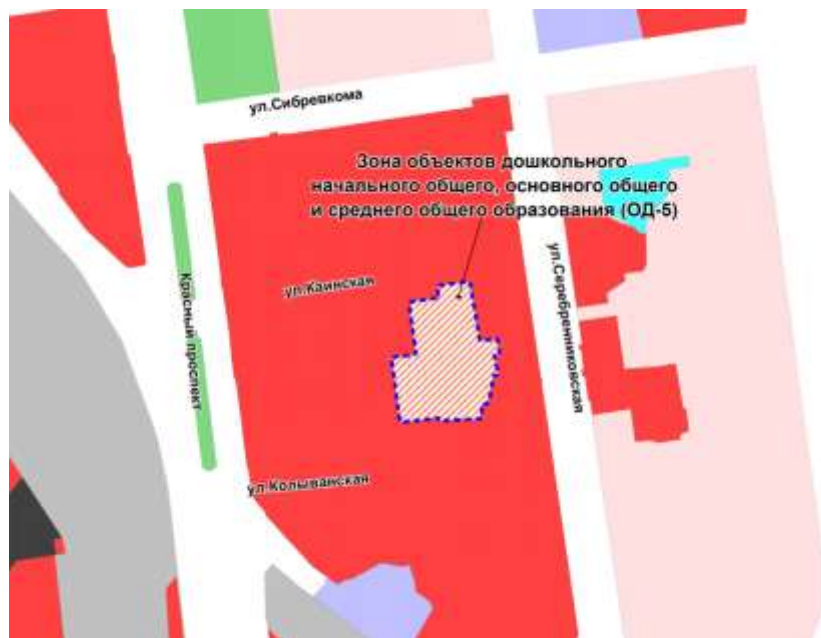 ул.Сибревкома
Зона объектов дошкольного
начального общего, основного общего
и среднего общего образования (ОД-5)
Красный проспект
ул.Каинская
ул.Серебренниковская
ул.Колыванская